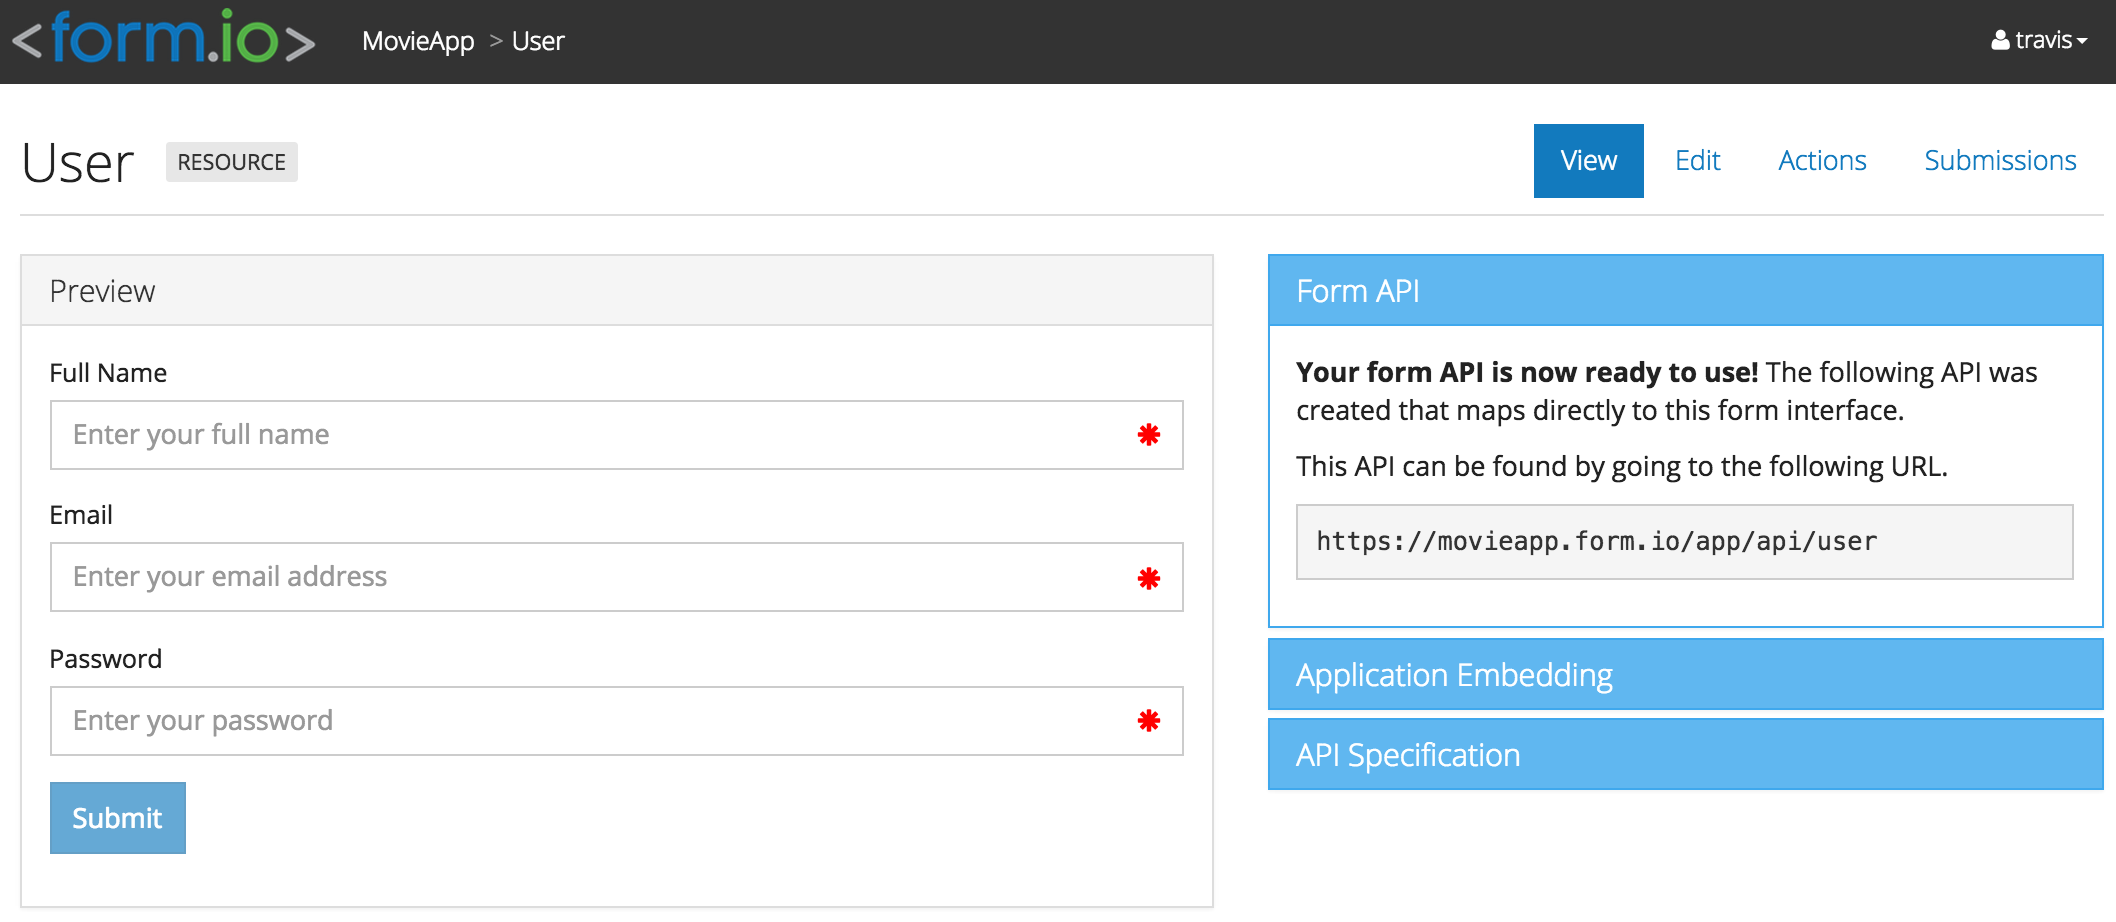 <form.io>
MovieApp > User
travis
User
RESOURCE
View
Edit
Actions
Submissions
Preview
Full Name
Enter your full name
Email
Enter your email address
Password
Enter your password
Submit
Form API
Your form API is now ready to use! The following API was
created that maps directly to this form interface.
This API can be found by going to the following URL.
https://movieapp.form.io/app/api/user
Application Embedding
API Specification